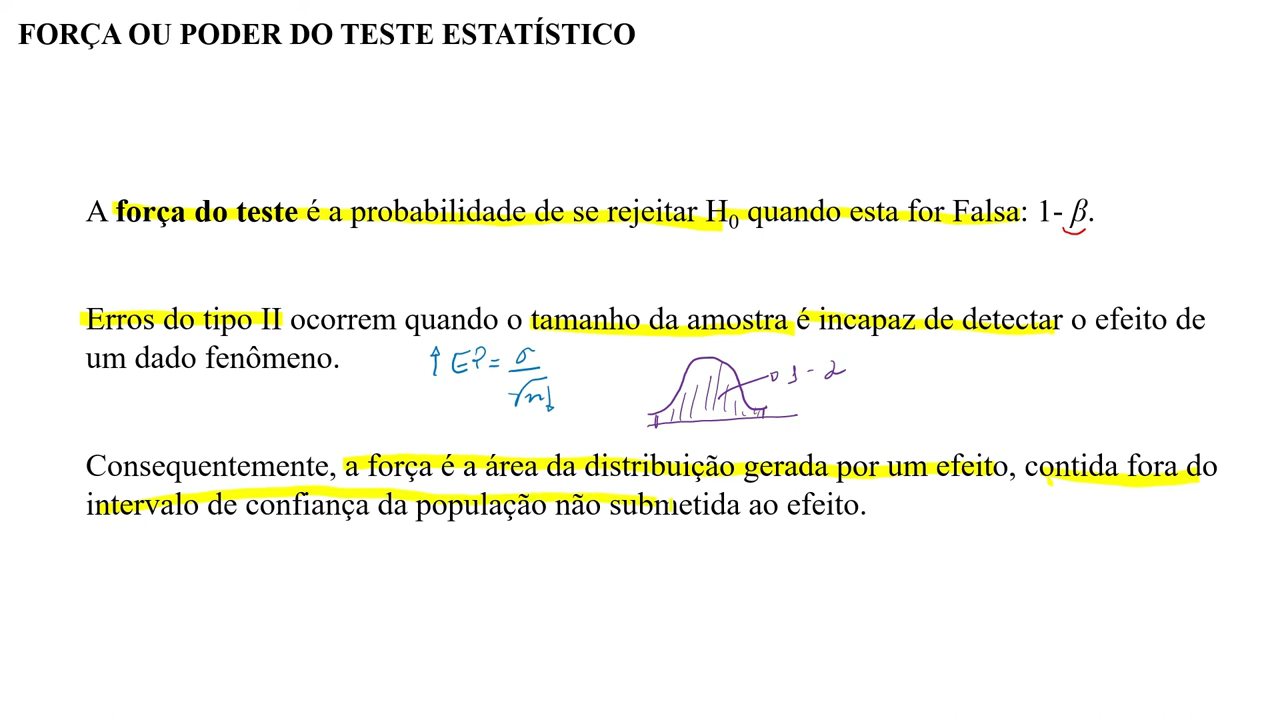 FORÇA OU PODER DO TESTE ESTATÍSTICO
A força do teste é a probabilidade de se rejeitar H₀ quando esta for Falsa: 1- β.
Erros do tipo II ocorrem quando o tamanho da amostra é incapaz de detectar o efeito de
um dado fenômeno.
↑ EP = σ/√n↓
1 - α
Consequentemente, a força é a área da distribuição gerada por um efeito, contida fora do
intervalo de confiança da população não submetida ao efeito.